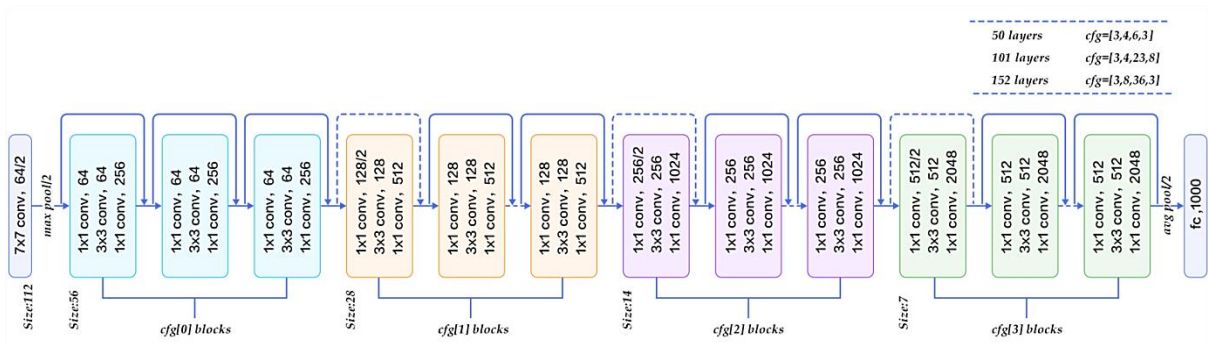 50 layers cfg=[3,4,6,3]
101 layers cfg=[3,4,23,8]
152 layers cfg=[3,8,36,3]
7x7 conv, 64/2
max pool/2
1x1 conv, 64
3x3 conv, 64
1x1 conv, 256
1x1 conv, 64
3x3 conv, 64
1x1 conv, 256
1x1 conv, 64
3x3 conv, 64
1x1 conv, 256
1x1 conv, 128/2
3x3 conv, 128
1x1 conv, 512
1x1 conv, 128
3x3 conv, 128
1x1 conv, 512
1x1 conv, 128
3x3 conv, 128
1x1 conv, 512
1x1 conv, 256/2
3x3 conv, 256
1x1 conv, 1024
1x1 conv, 256
3x3 conv, 256
1x1 conv, 1024
1x1 conv, 256
3x3 conv, 256
1x1 conv, 1024
1x1 conv, 512/2
3x3 conv, 512
1x1 conv, 2048
1x1 conv, 512
3x3 conv, 512
1x1 conv, 2048
1x1 conv, 512
3x3 conv, 512
1x1 conv, 2048
avg pool/2
fc ,1000
Size:112
Size:56
Size:28
Size:14
Size:7
cfg[0] blocks
cfg[1] blocks
cfg[2] blocks
cfg[3] blocks